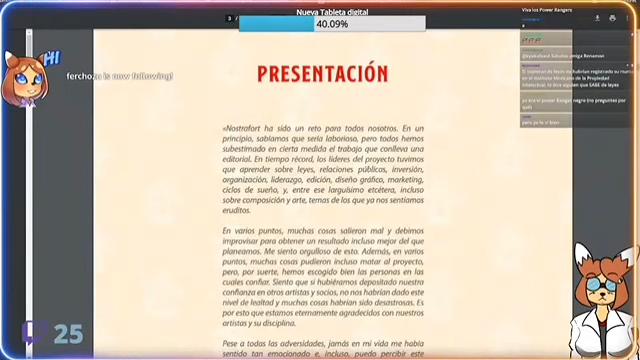 Nueva Tableta digital
40.09%
3 /
Viva los Power Rangers
HI
ferchozu is now following!
PRESENTACIÓN
«Nostrafort ha sido un reto para todos nosotros. En un
principio, sabíamos que sería laborioso, pero todos hemos
subestimado en cierta medida el trabajo que conlleva una
editorial. En tiempo récord, los líderes del proyecto tuvimos
que aprender sobre leyes, relaciones públicas, inversión,
organización, liderazgo, edición, diseño gráfico, marketing,
ciclos de sueño, y, entre ese larguísimo etcétera, incluso
sobre composición y arte, temas de los que ya nos sentíamos
eruditos.
En varios puntos, muchas cosas salieron mal y debimos
improvisar para obtener un resultado incluso mejor del que
planeamos. Me siento orgulloso de esto. Además, en varios
puntos, muchas cosas pudieron incluso matar al proyecto,
pero, por suerte, hemos escogido bien las personas en las
cuales confiar. Siento que si hubiéramos depositado nuestra
confianza en otros artistas y socios, no nos habrían dado este
nivel de lealtad y muchas cosas habrían sido desastrosas. Es
por esto que estamos eternamente agradecidos con nuestros
artistas y su disciplina.
Pese a todas las adversidades, jamás en mi vida me había
sentido tan emocionado e, incluso, puedo percibir este
25